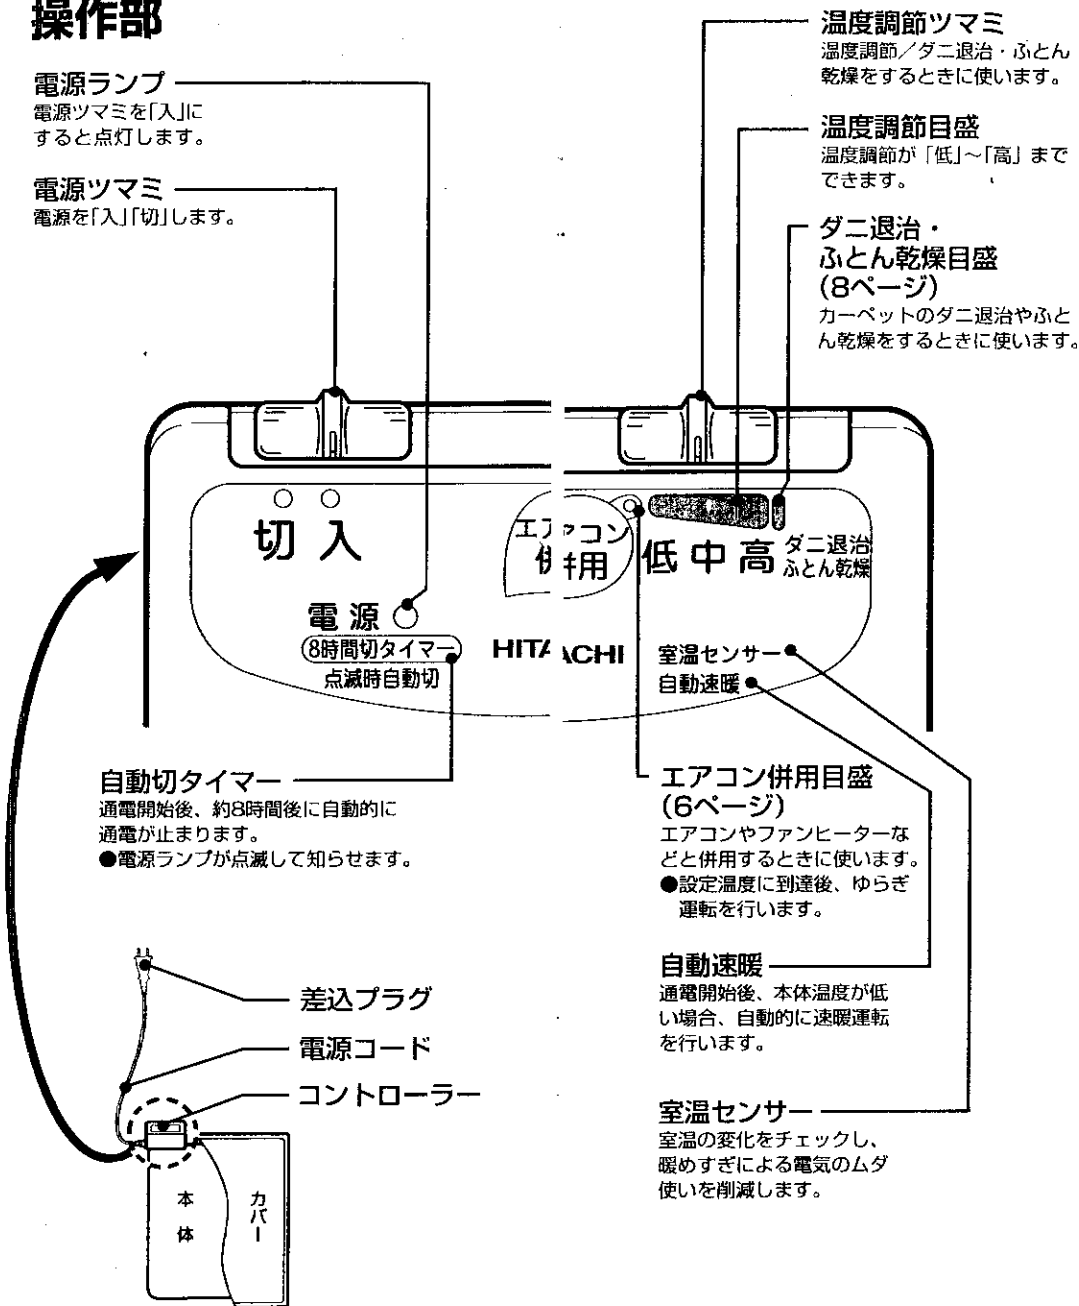 操作部
電源ランプ
電源ツマミを「入」に
すると点灯します。
電源ツマミ
電源を「入」「切」します。
温度調節ツマミ
温度調節／ダニ退治・ふとん
乾燥をするときに使います。
温度調節目盛
温度調節が「低」～「高」まで
できます。
ダニ退治・
ふとん乾燥目盛
(8ページ)
カーペットのダニ退治やふと
ん乾燥をするときに使います。
切 入
電源
8時間切タイマー
点滅時自動切
エアコン
併用
低 中 高
ダニ退治
ふとん乾燥
HITACHI
室温センサー
自動速暖
自動切タイマー
通電開始後、約8時間後に自動的に
通電が止まります。
●電源ランプが点滅して知らせます。
エアコン併用目盛
(6ページ)
エアコンやファンヒーターな
どと併用するときに使います。
●設定温度に到達後、ゆらぎ
運転を行います。
自動速暖
通電開始後、本体温度が低
い場合、自動的に速暖運転
を行います。
室温センサー
室温の変化をチェックし、
暖めすぎによる電気のムダ
使いを削減します。
差込プラグ
電源コード
コントローラー
本体
カバー